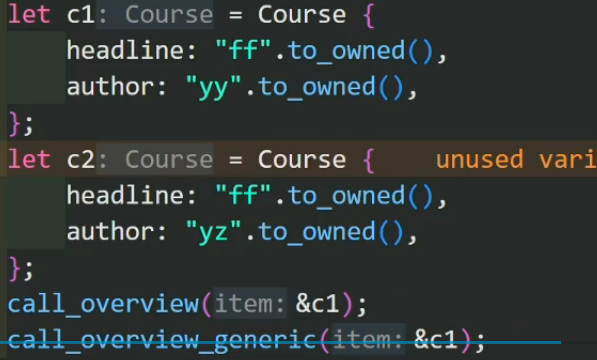 let c1: Course = Course {
headline: "ff".to_owned(),
author: "yy".to_owned(),
};
let c2: Course = Course { unused vari
headline: "ff".to_owned(),
author: "yz".to_owned(),
};
call_overview(item: &c1);
call_overview_generic(item: &c1);